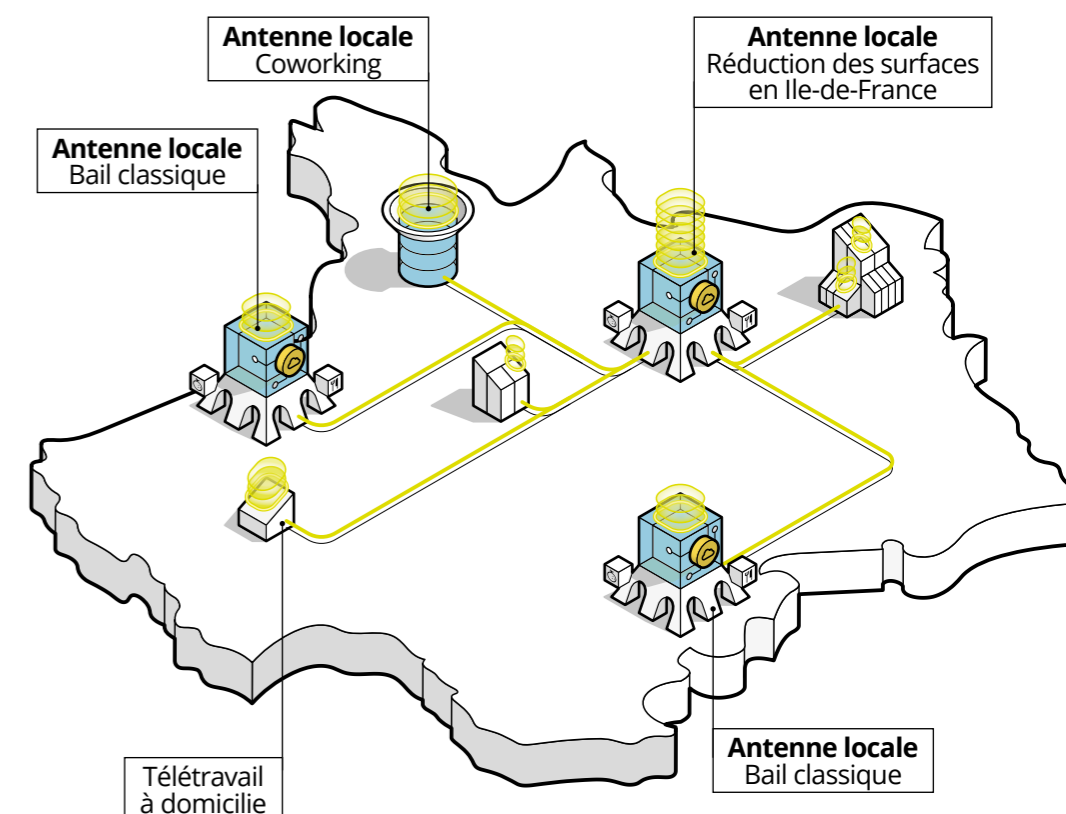 Antenne locale
Coworking
Antenne locale
Réduction des surfaces
en Ile-de-France
Antenne locale
Bail classique
Antenne locale
Bail classique
Télétravail
à domicilie